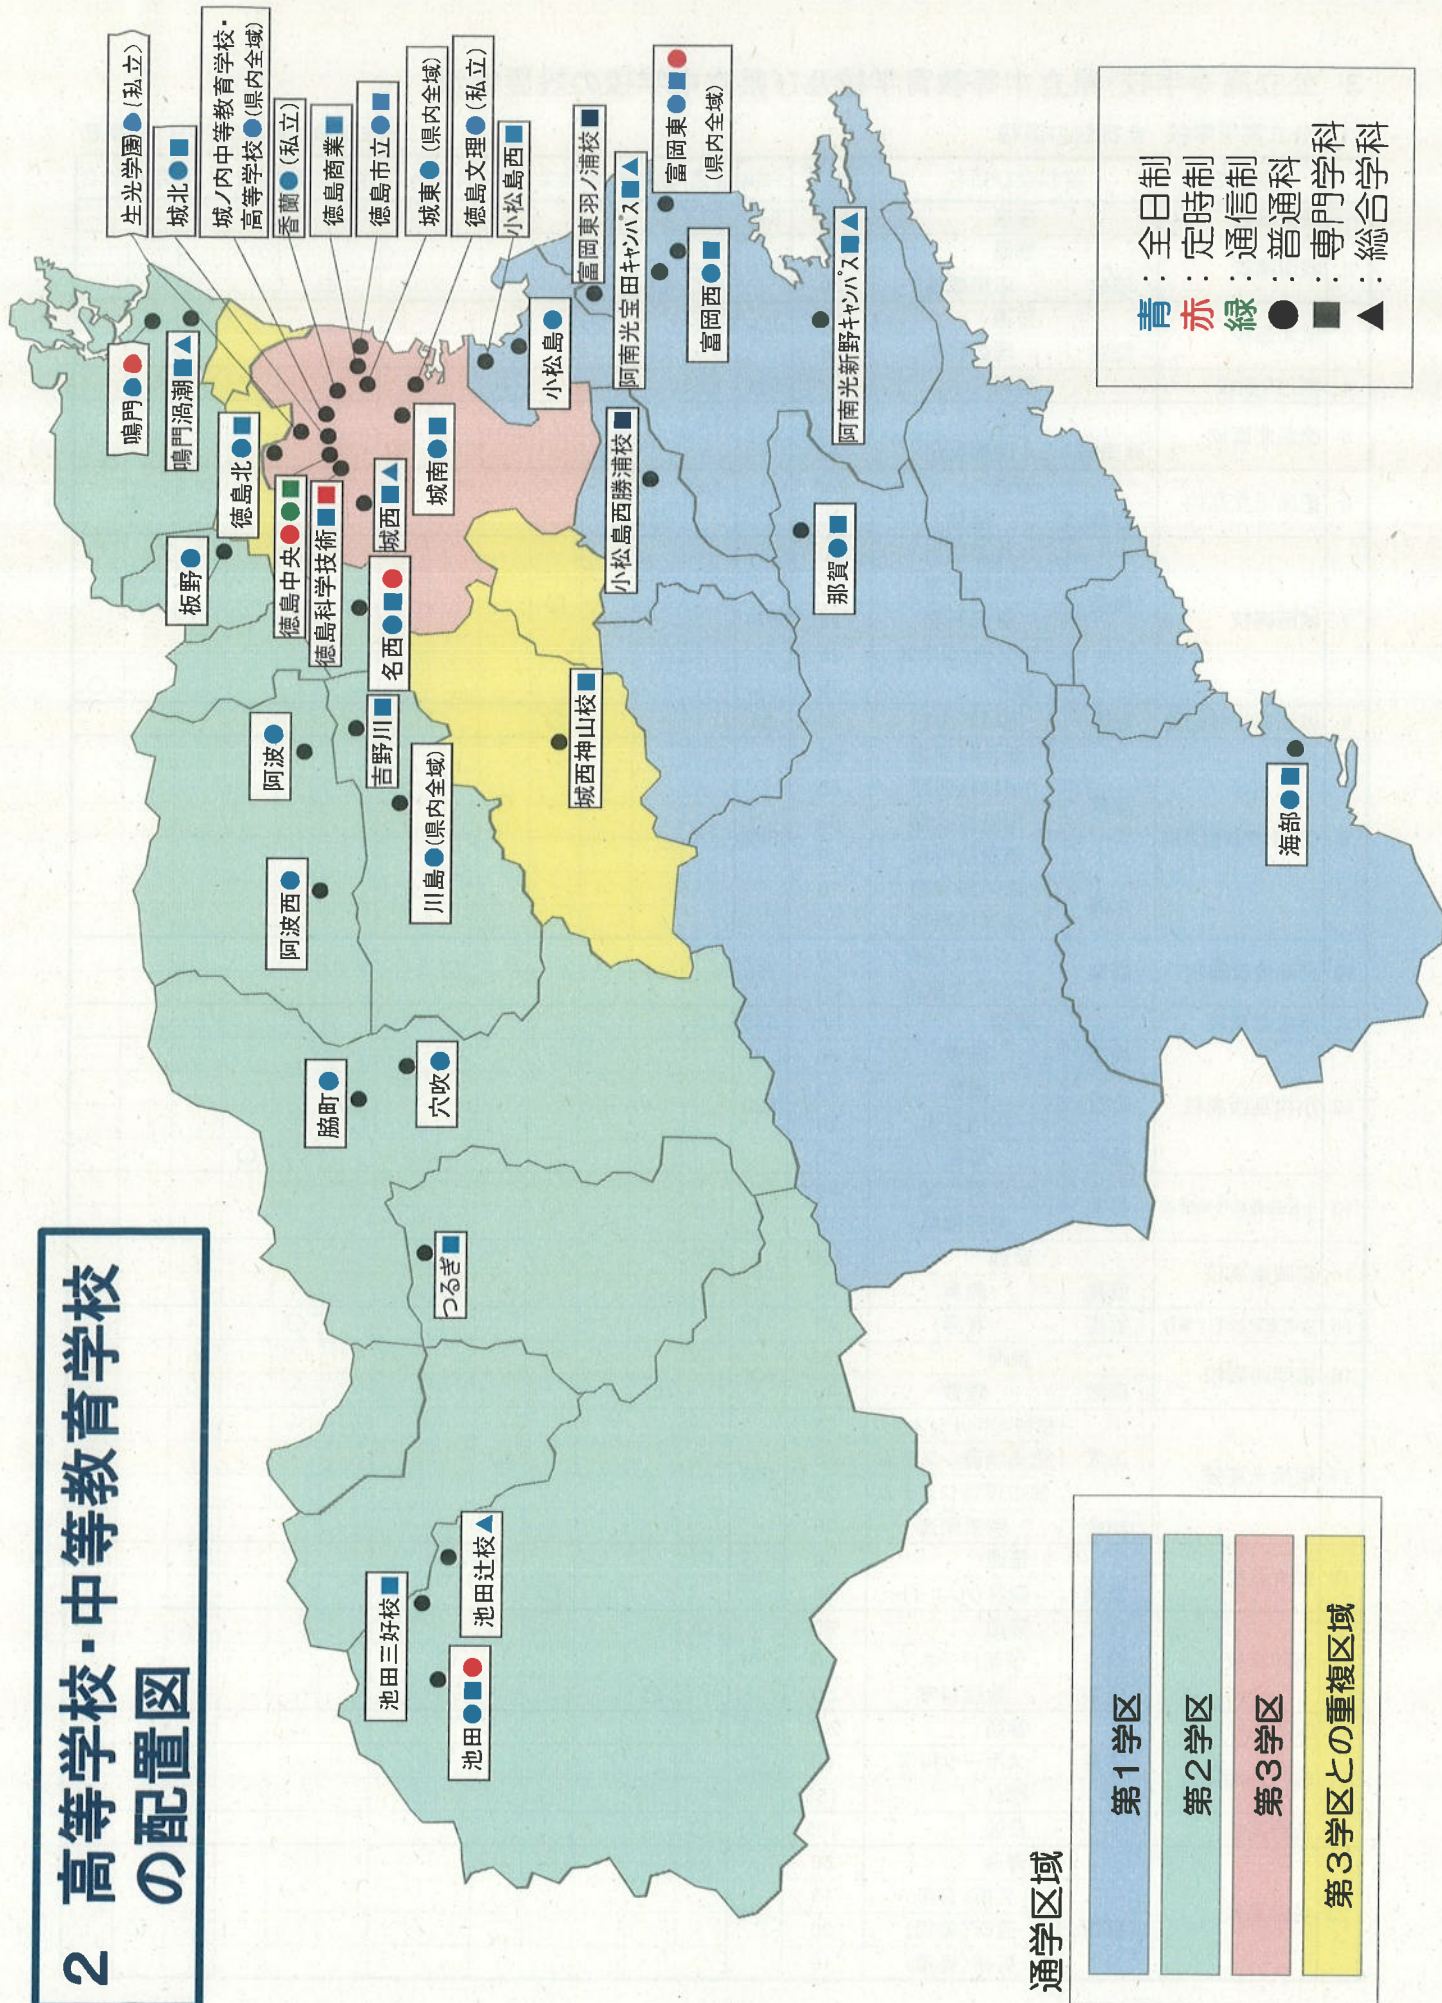 2 高等学校・中等教育学校
の配置図
生光学園●(私立)
城北●■
城ノ内中等教育学校・
高等学校●(県内全域)
香蘭●(私立)
徳島商業■
徳島市立●■
城東●(県内全域)
徳島文理●(私立)
小松島西■
鳴門●●
鳴門渦潮■▲
徳島北●■
板野●
徳島中央●●■
徳島科学技術■■
城西■▲
名西●■●
城南●■
小松島●
富岡東羽ノ浦校■
阿南光宝田キャンパス■▲
富岡東●■●
(県内全域)
富岡西●■
阿南光新野キャンパス■▲
小松島西勝浦校■
那賀●■
海部●■
阿波●
吉野川■
川島●(県内全域)
城西神山校■
阿波西●
脇町●
穴吹●
つるぎ■
池田三好校■
池田辻校▲
池田●■●
青:全日制
赤:定時制
緑:通信制
●:普通科
■:専門学科
▲:総合学科
通学区域
第1学区
第2学区
第3学区
第3学区との重複区域